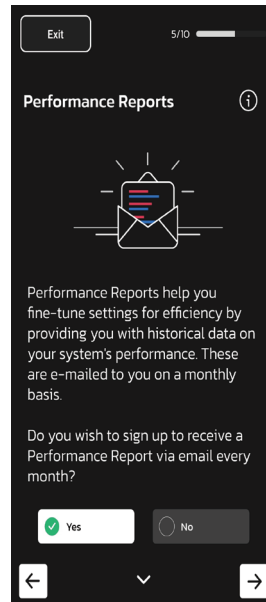 Exit
5/10
Performance Reports
Performance Reports help you
fine-tune settings for efficiency by
providing you with historical data on
your system's performance. These
are e-mailed to you on a monthly
basis.
Do you wish to sign up to receive a
Performance Report via email every
month?
Yes
No